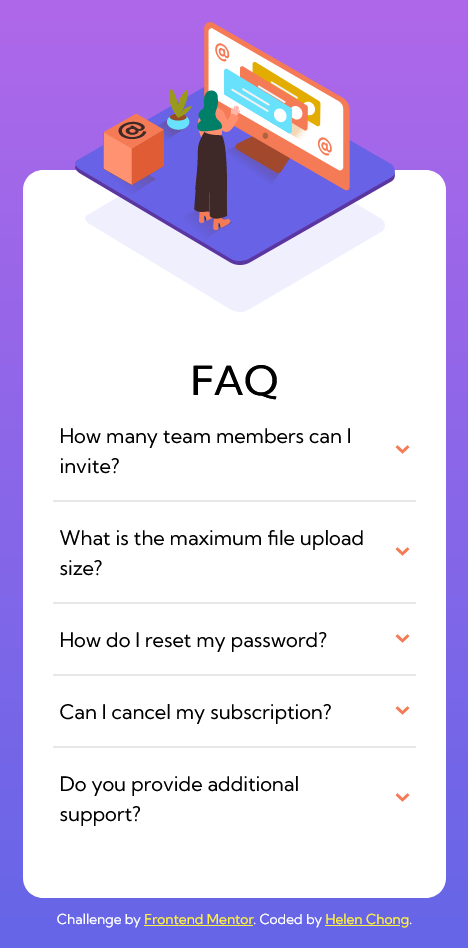 @
@
@
FAQ
How many team members can I
invite?
What is the maximum file upload
size?
How do I reset my password?
Can I cancel my subscription?
Do you provide additional
support?
Challenge by Frontend Mentor. Coded by Helen Chong.